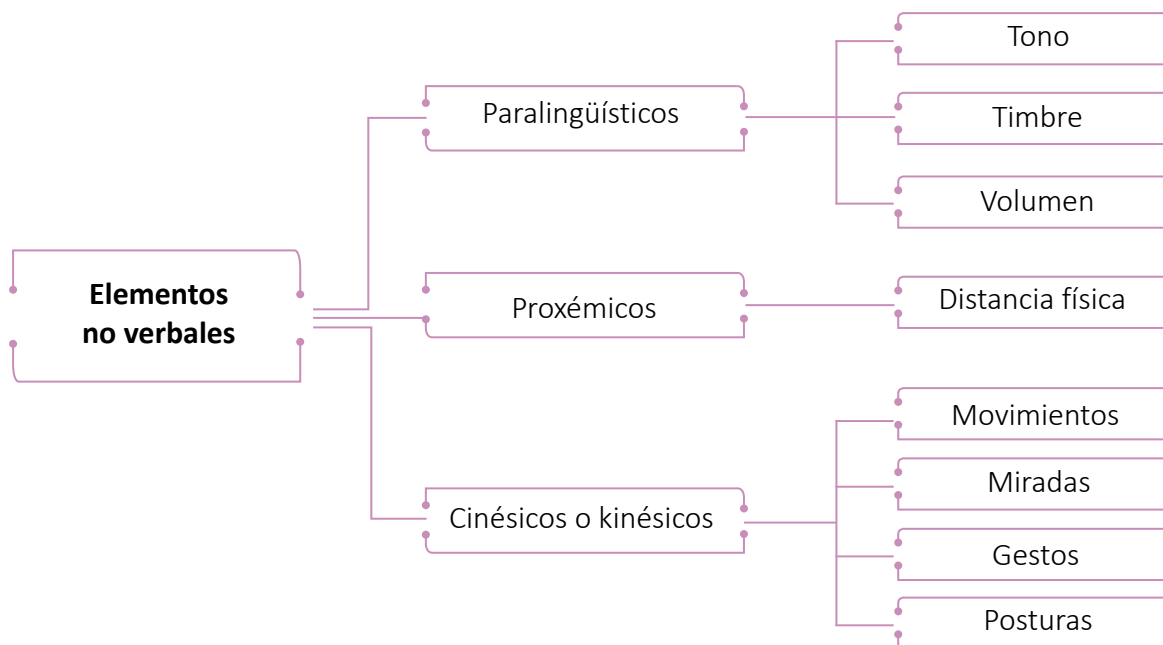 Elementos
no verbales
Paralingüísticos
Tono
Timbre
Volumen
Proxémicos
Distancia física
Cinésicos o kinésicos
Movimientos
Miradas
Gestos
Posturas